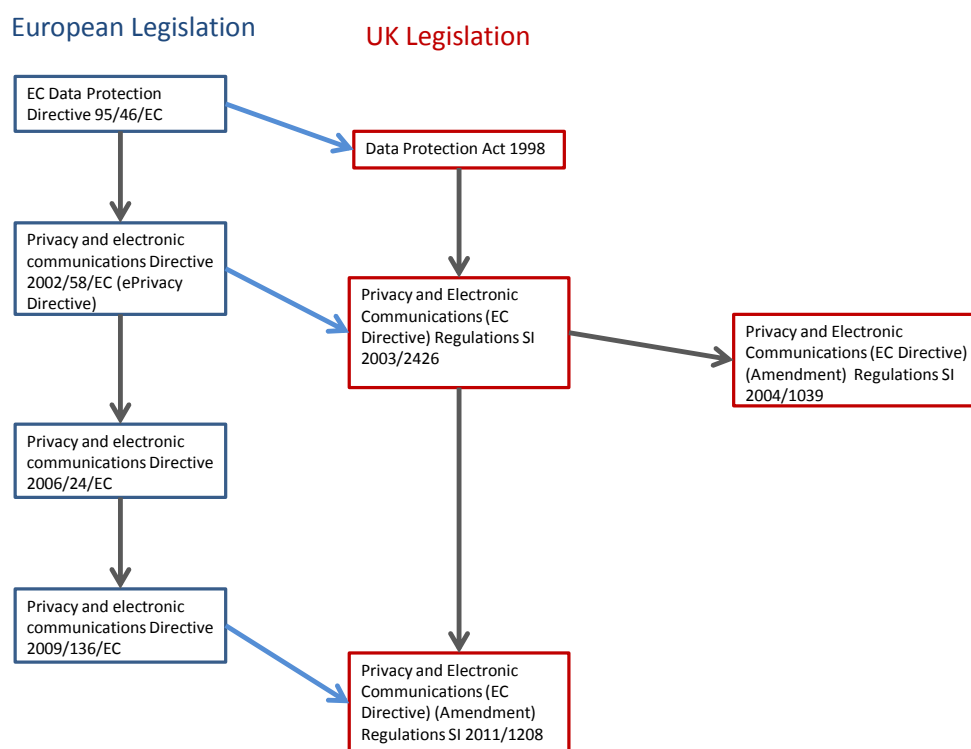 European Legislation
UK Legislation
EC Data Protection
Directive 95/46/EC
Data Protection Act 1998
Privacy and electronic
communications Directive
2002/58/EC (ePrivacy
Directive)
Privacy and Electronic
Communications (EC
Directive) Regulations SI
2003/2426
Privacy and Electronic
Communications (EC Directive)
(Amendment) Regulations SI
2004/1039
Privacy and electronic
communications Directive
2006/24/EC
Privacy and electronic
communications Directive
2009/136/EC
Privacy and Electronic
Communications (EC
Directive) (Amendment)
Regulations SI 2011/1208